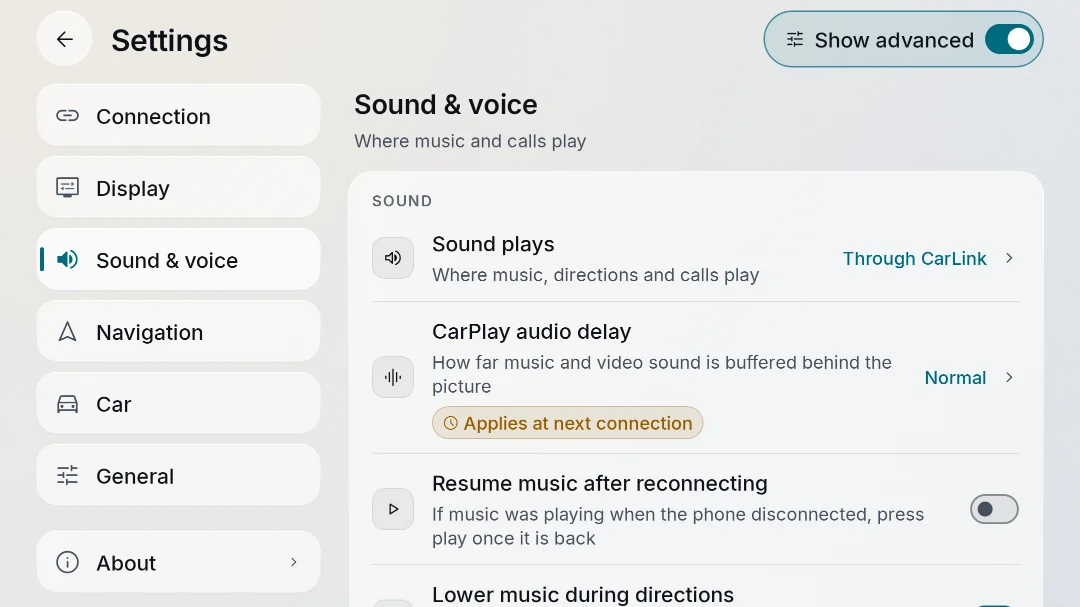 Settings
Show advanced
Connection
Display
Sound & voice
Navigation
Car
General
About
Sound & voice
Where music and calls play
SOUND
Sound plays
Where music, directions and calls play
Through CarLink
CarPlay audio delay
How far music and video sound is buffered behind the
picture
Normal
Applies at next connection
Resume music after reconnecting
If music was playing when the phone disconnected, press
play once it is back
Lower music during directions